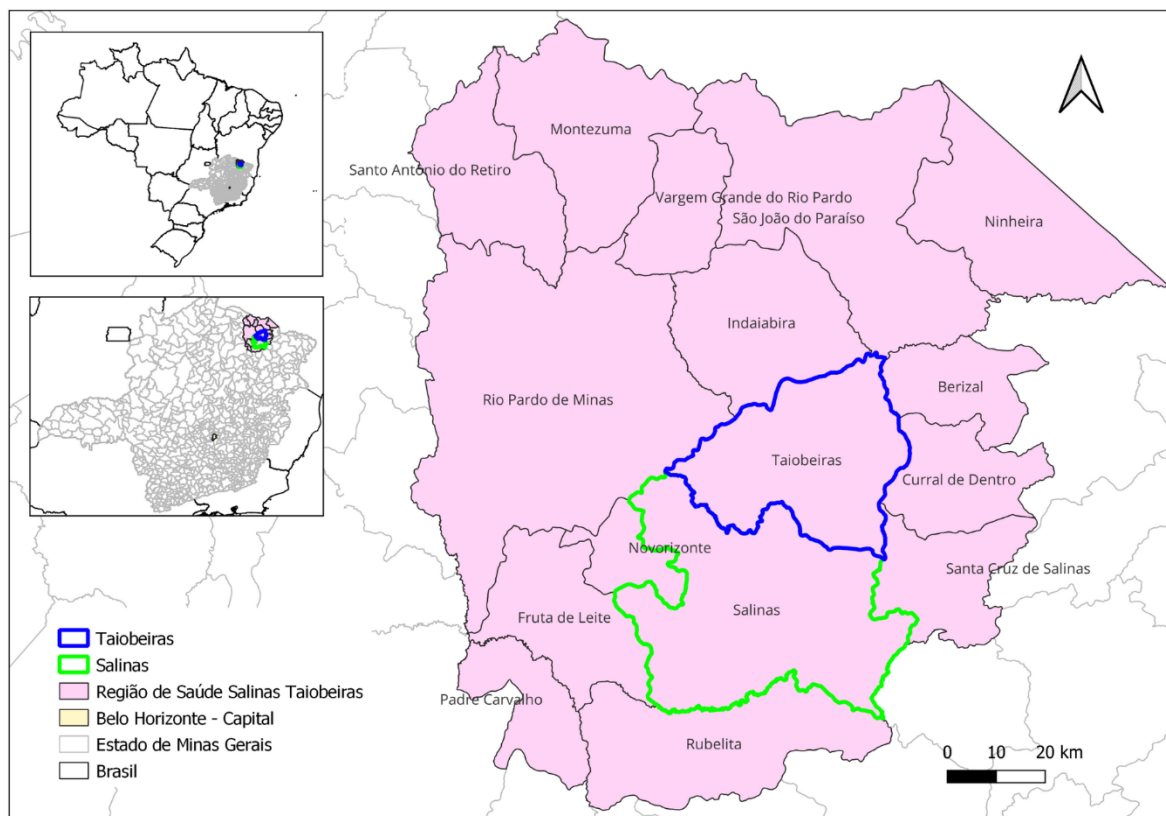 Montezuma
Santo Antônio do Retiro
Vargem Grande do Rio Pardo
São João do Paraíso
Ninheira
Indaiabira
Rio Pardo de Minas
Berizal
Taiobeiras
Curral de Dentro
Novorizonte
Santa Cruz de Salinas
Fruta de Leite
Salinas
Padre Carvalho
Rubelita
Taiobeiras
Salinas
Região de Saúde Salinas Taiobeiras
Belo Horizonte - Capital
Estado de Minas Gerais
Brasil
0 10 20 km